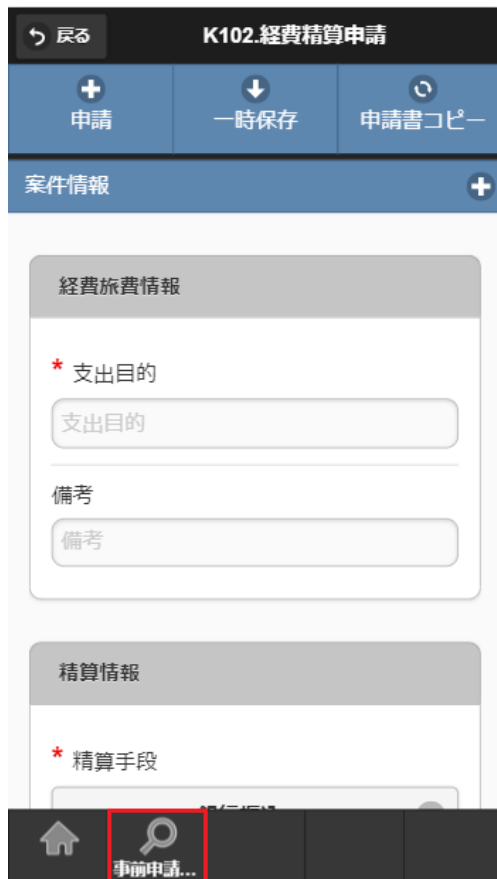 戻る
K102.経費精算申請
申請
一時保存
申請書コピー
案件情報
経費旅費情報
* 支出目的
支出目的
備考
備考
精算情報
* 精算手段
事前申請...